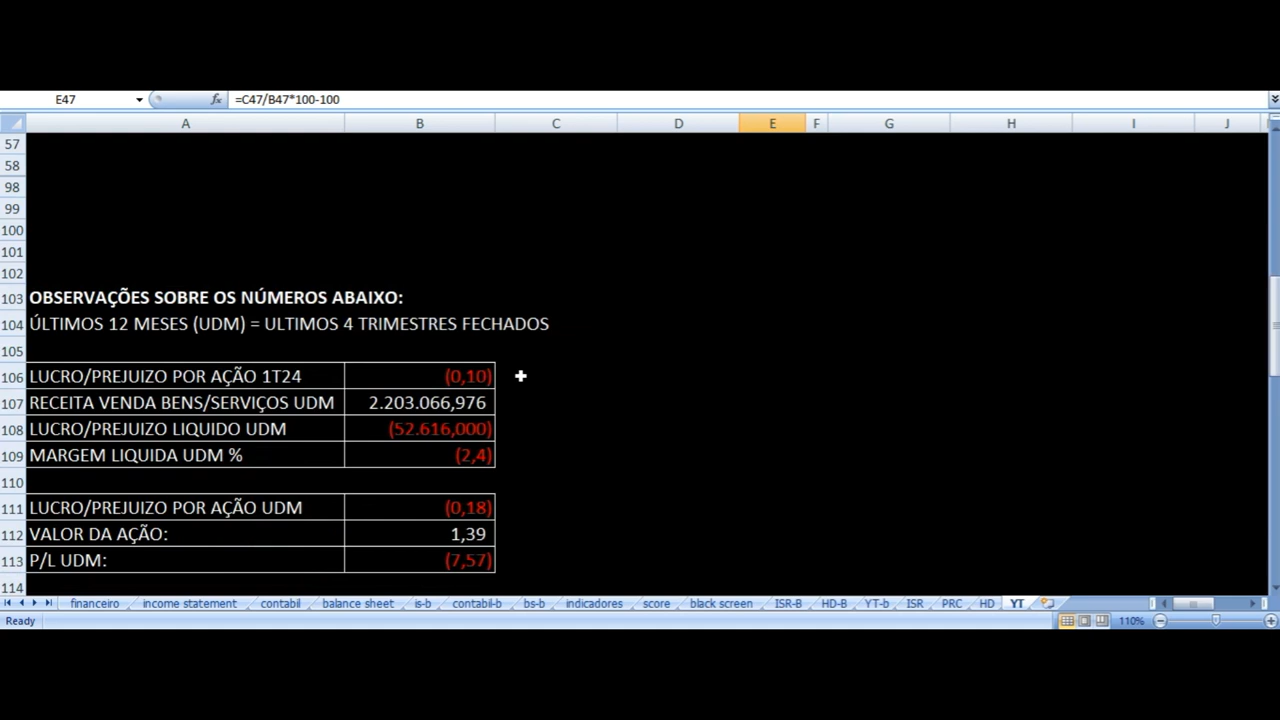 E47 fx =C47/B47*100-100
A B C D E F G H I J
57
58
98
99
100
101
102
103 OBSERVAÇÕES SOBRE OS NÚMEROS ABAIXO:
104 ÚLTIMOS 12 MESES (UDM) = ULTIMOS 4 TRIMESTRES FECHADOS
105
106 LUCRO/PREJUIZO POR AÇÃO 1T24 (0,10)
107 RECEITA VENDA BENS/SERVIÇOS UDM 2.203.066,976
108 LUCRO/PREJUIZO LIQUIDO UDM (52.616,000)
109 MARGEM LIQUIDA UDM % (2,4)
110
111 LUCRO/PREJUIZO POR AÇÃO UDM (0,18)
112 VALOR DA AÇÃO: 1,39
113 P/L UDM: (7,57)
114
financeiro income statement contabil balance sheet is-b contabil-b bs-b indicadores score black screen ISR-B HD-B YT-b ISR PRC HD YT
Ready 110%